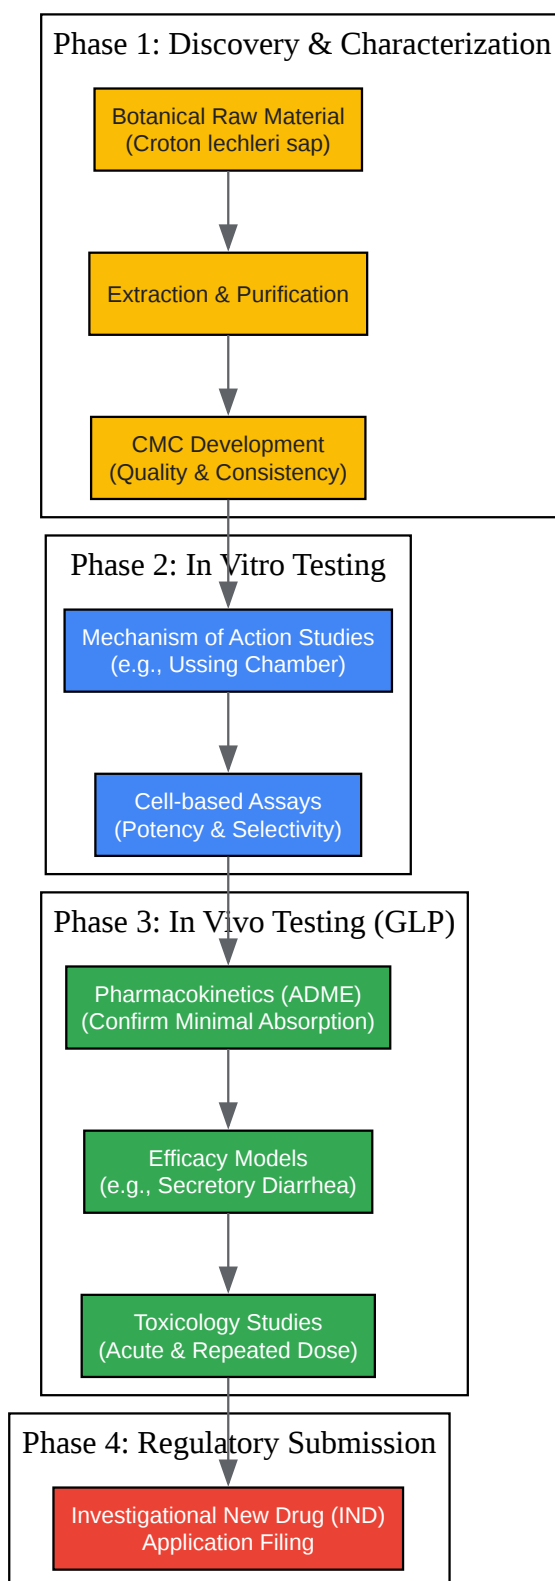 Phase 1: Discovery & Characterization
Botanical Raw Material
(Croton lechleri sap)
Extraction & Purification
CMC Development
(Quality & Consistency)
Phase 2: In Vitro Testing
Mechanism of Action Studies
(e.g., Ussing Chamber)
Cell-based Assays
(Potency & Selectivity)
Phase 3: In Vivo Testing (GLP)
Pharmacokinetics (ADME)
(Confirm Minimal Absorption)
Efficacy Models
(e.g., Secretory Diarrhea)
Toxicology Studies
(Acute & Repeated Dose)
Phase 4: Regulatory Submission
Investigational New Drug (IND)
Application Filing